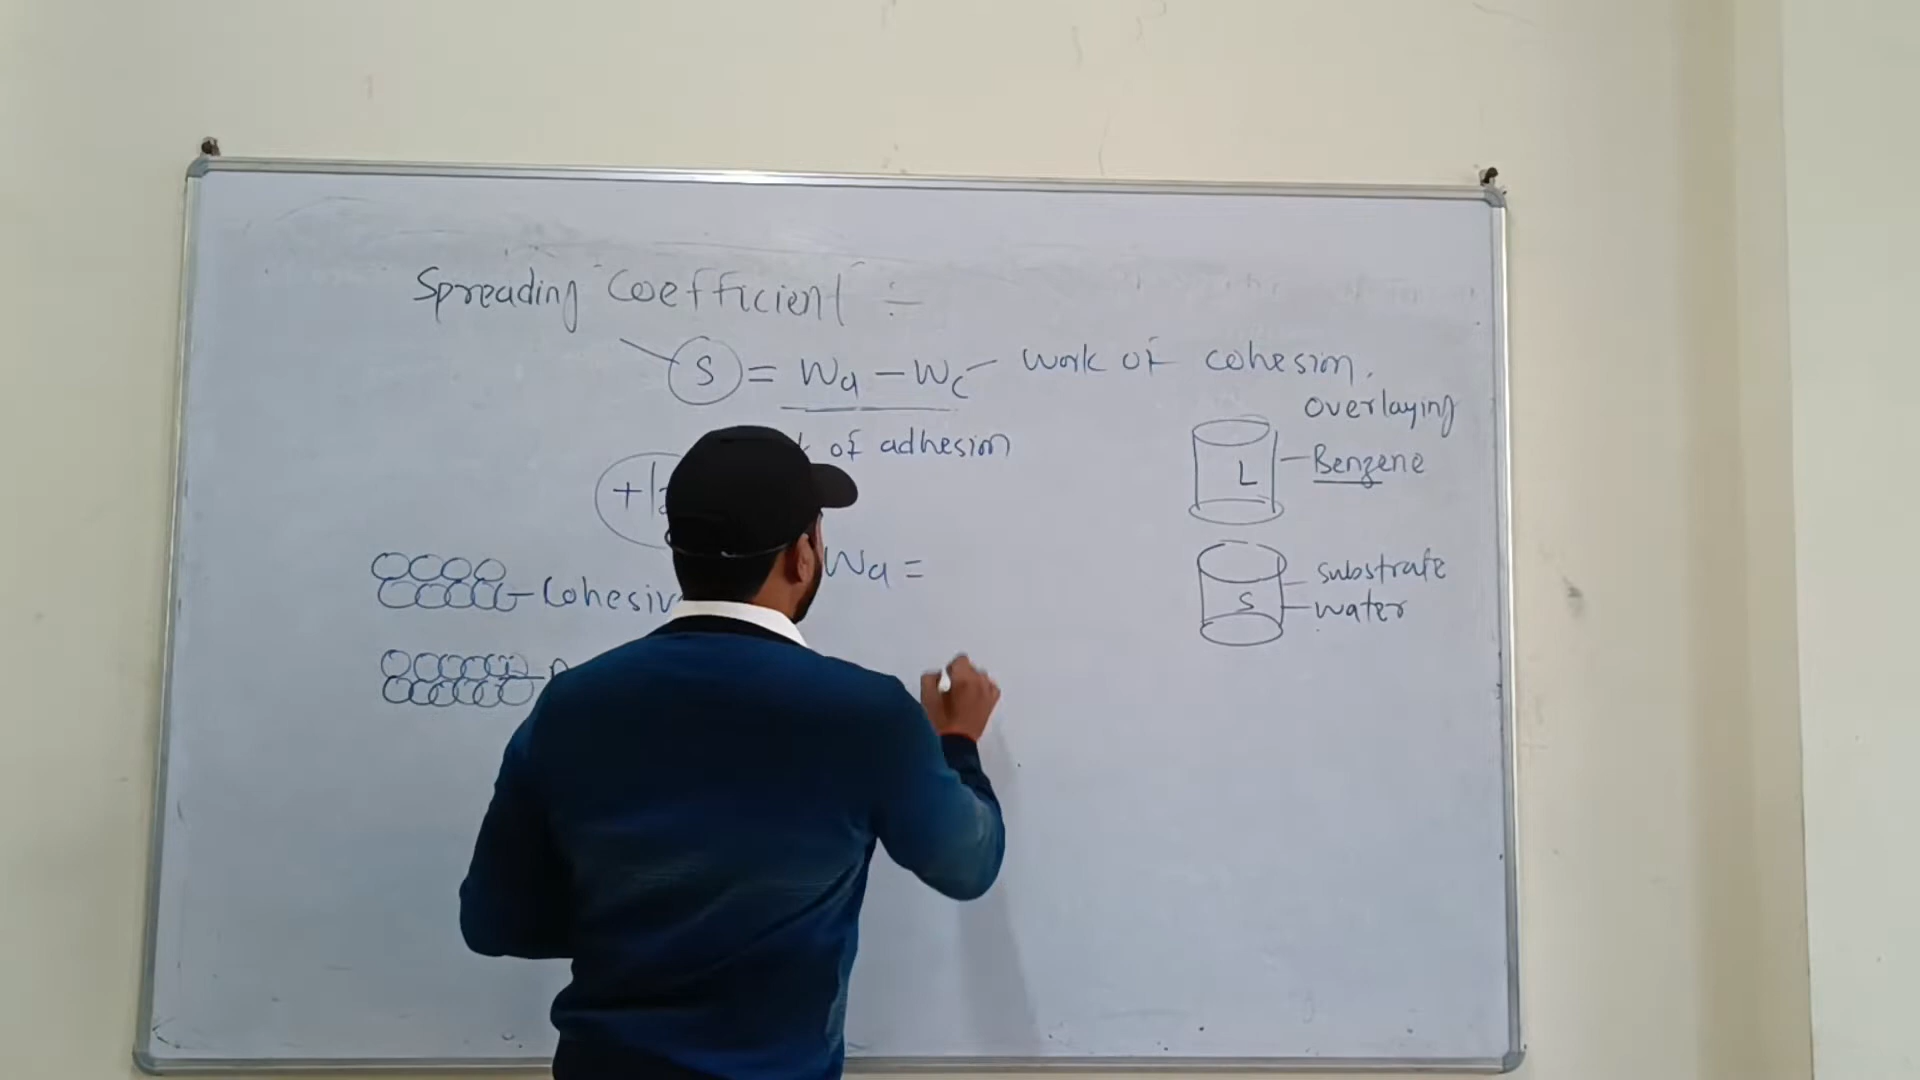 Spreading Coefficient ÷
S = Wa - Wc - work of cohesion.
of adhesion
overlaying
L - Benzene
+
Wa =
Cohesiv
substrate
S - water